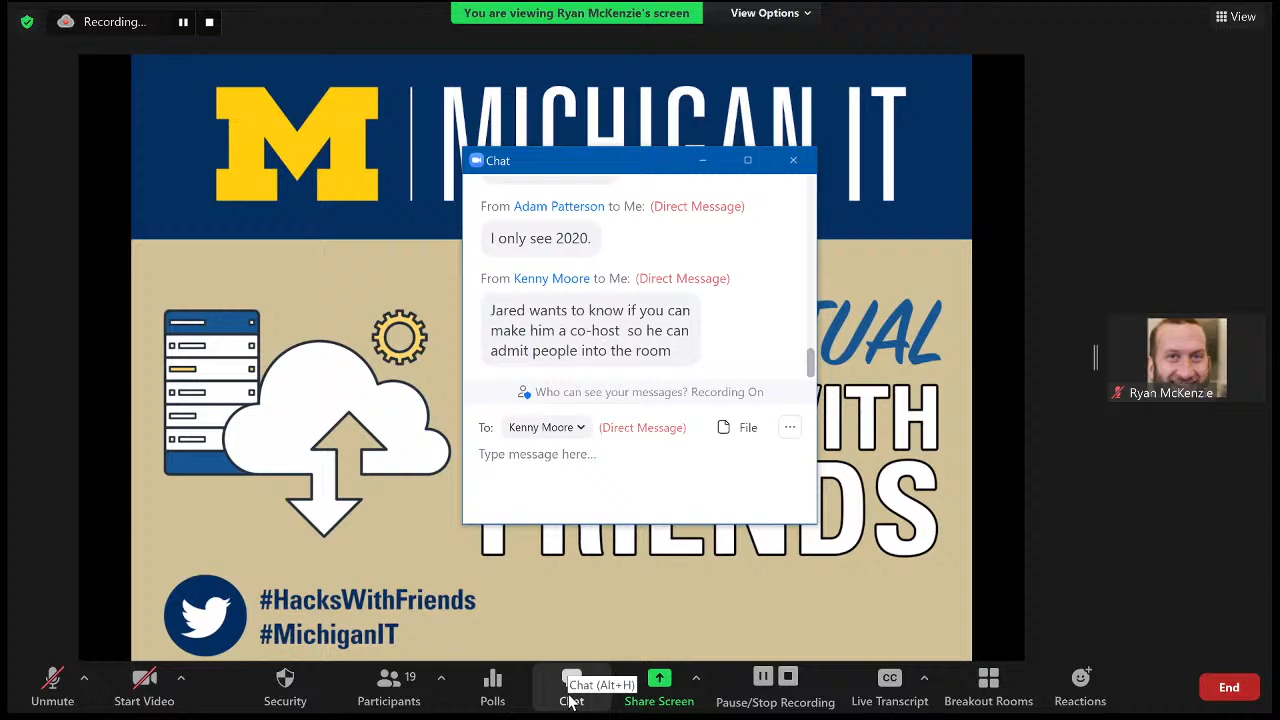 Recording...
You are viewing Ryan McKenzie's screen
View Options
View
M
MICHIGAN IT
Chat
From Adam Patterson to Me: (Direct Message)
I only see 2020.
From Kenny Moore to Me: (Direct Message)
Jared wants to know if you can
make him a co-host so he can
admit people into the room
Who can see your messages? Recording On
To: Kenny Moore (Direct Message) File
Type message here...
FRIENDS
#HacksWithFriends
#MichiganIT
Ryan McKenzie
19
CC
Chat (Alt+H)
Unmute
Start Video
Security
Participants
Polls
Chat
Share Screen
Pause/Stop Recording
Live Transcript
Breakout Rooms
Reactions
End